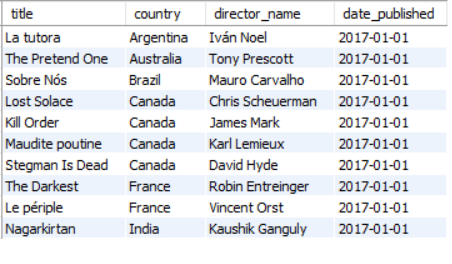 title country director_name date_published
La tutora Argentina Iván Noel 2017-01-01
The Pretend One Australia Tony Prescott 2017-01-01
Sobre Nós Brazil Mauro Carvalho 2017-01-01
Lost Solace Canada Chris Scheuerman 2017-01-01
Kill Order Canada James Mark 2017-01-01
Maudite poutine Canada Karl Lemieux 2017-01-01
Stegman Is Dead Canada David Hyde 2017-01-01
The Darkest France Robin Entreinger 2017-01-01
Le périple France Vincent Orst 2017-01-01
Nagarkirtan India Kaushik Ganguly 2017-01-01